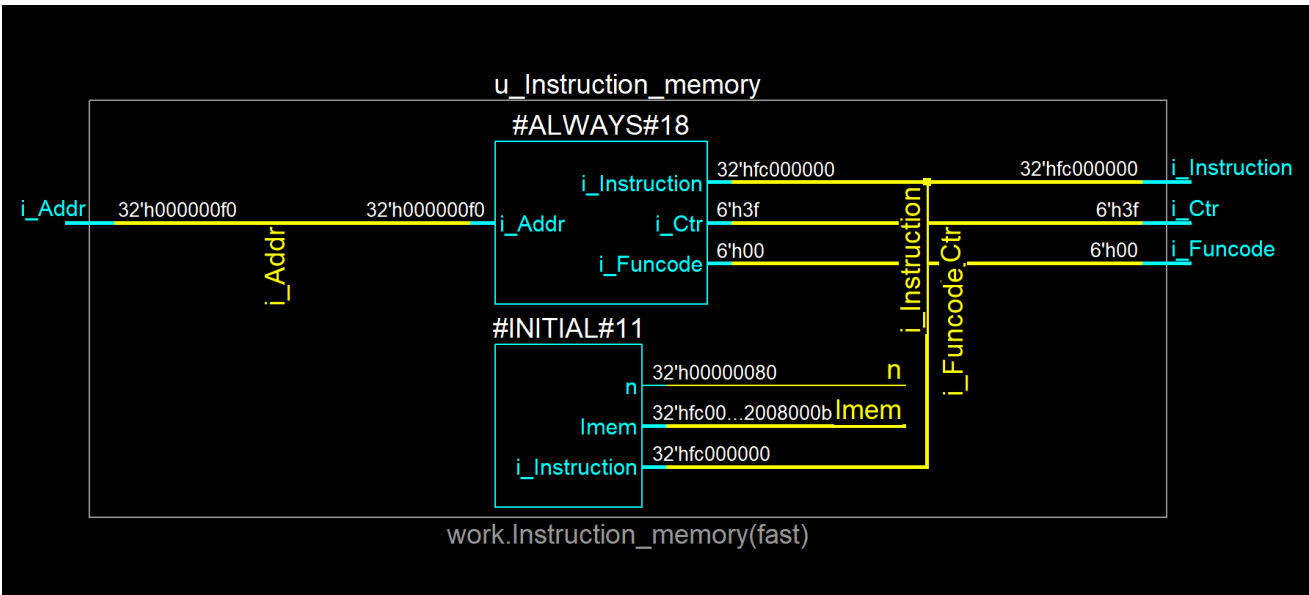 u_Instruction_memory
#ALWAYS#18
i_Instruction 32'hfc000000 32'hfc000000 i_Instruction
i_Addr 32'h000000f0 32'h000000f0 i_Addr i_Ctr 6'h3f 6'h3f i_Ctr
i_Funcode 6'h00 6'h00 i_Funcode
i_Addr
i_Instruction
i_Funcode
Ctr
#INITIAL#11
n 32'h00000080 n
Imem 32'hfc00...2008000b Imem
i_Instruction 32'hfc000000
work.Instruction_memory(fast)